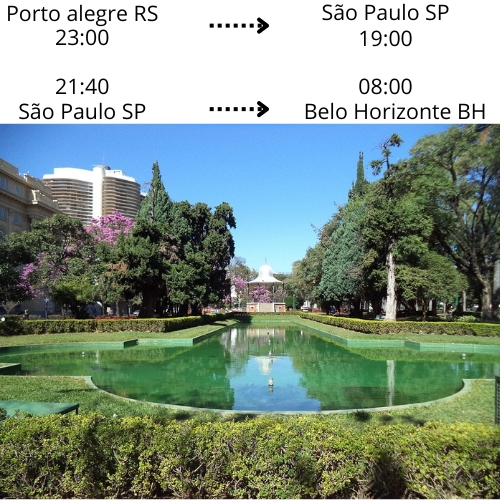 Porto alegre RS
23:00
São Paulo SP
19:00
21:40
São Paulo SP
08:00
Belo Horizonte BH